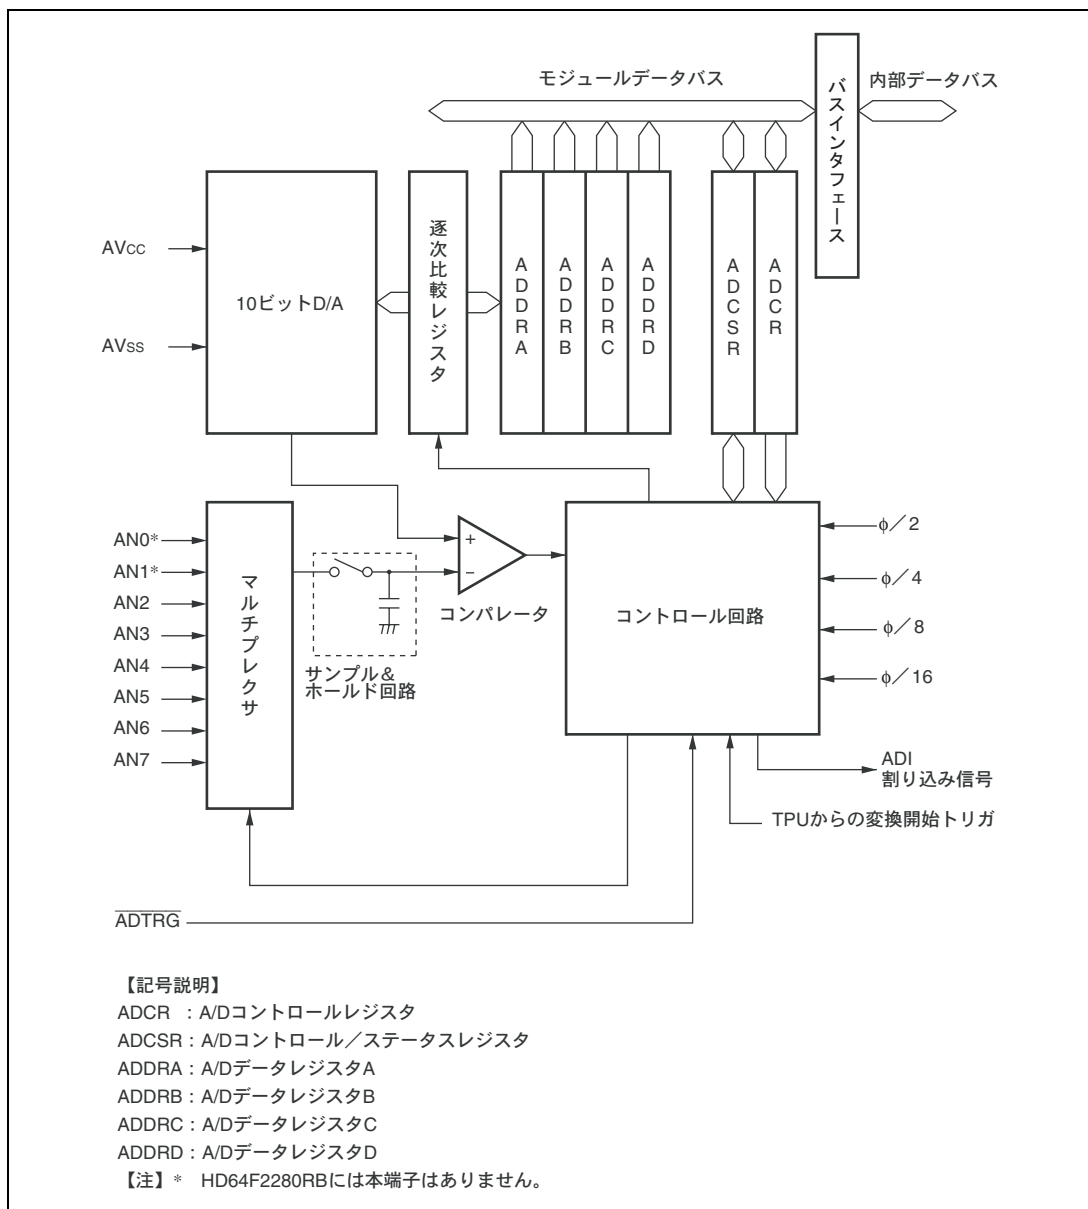 モジュールデータバス
バスインタフェース
内部データバス
AVcc
AVss
10ビットD/A
逐次比較レジスタ
ADDRA
ADDRB
ADDRC
ADDRD
ADCSR
ADCR
AN0*
AN1*
AN2
AN3
AN4
AN5
AN6
AN7
マルチプレクサ
サンプル&
ホールド回路
+
−
コンパレータ
コントロール回路
φ/2
φ/4
φ/8
φ/16
ADI
割り込み信号
TPUからの変換開始トリガ
ADTRG
【記号説明】
ADCR :A/Dコントロールレジスタ
ADCSR:A/Dコントロール/ステータスレジスタ
ADDRA:A/DデータレジスタA
ADDRB:A/DデータレジスタB
ADDRC:A/DデータレジスタC
ADDRD:A/DデータレジスタD
【注】* HD64F2280RBには本端子はありません。